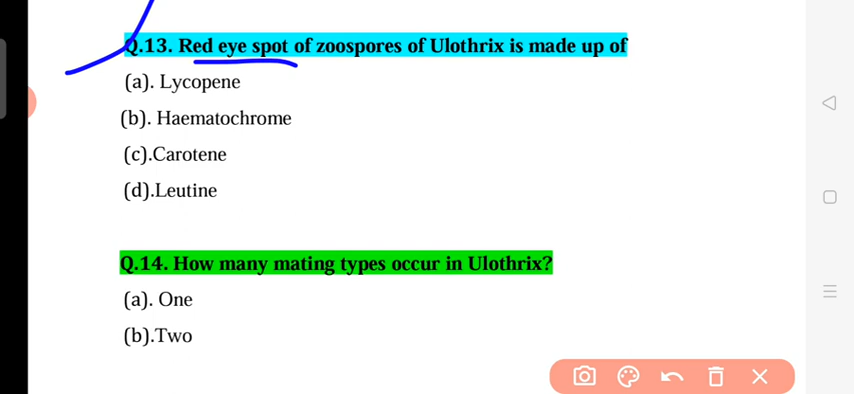 Q.13. Red eye spot of zoospores of Ulothrix is made up of
(a). Lycopene
(b). Haematochrome
(c).Carotene
(d).Leutine
Q.14. How many mating types occur in Ulothrix?
(a). One
(b).Two